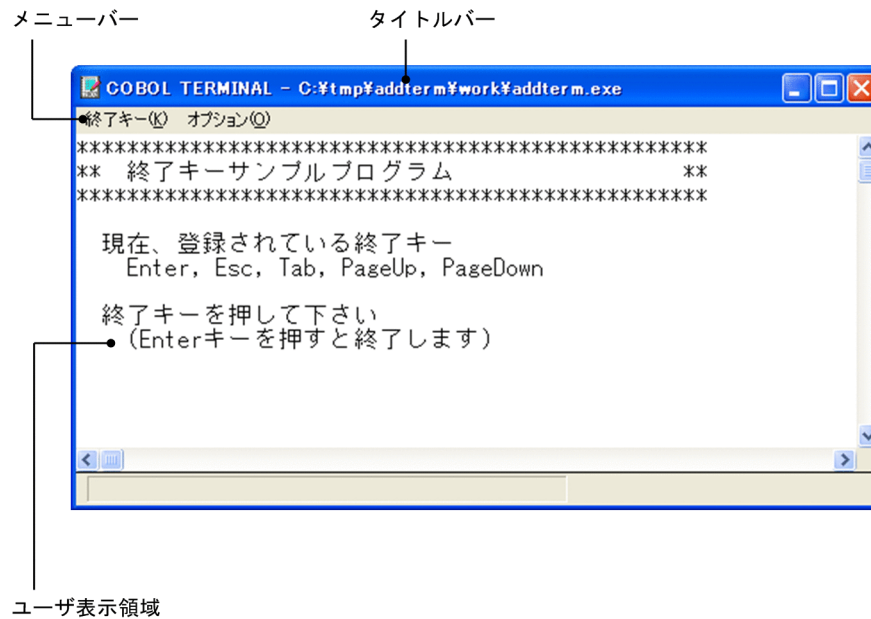 メニューバー
タイトルバー
COBOL TERMINAL - C:¥tmp¥addterm¥work¥addterm.exe
終了キー(K) オプション(O)
**************************************************
** 終了キーサンプルプログラム **
**************************************************
現在、登録されている終了キー
Enter, Esc, Tab, PageUp, PageDown
終了キーを押して下さい
(Enterキーを押すと終了します)
ユーザ表示領域